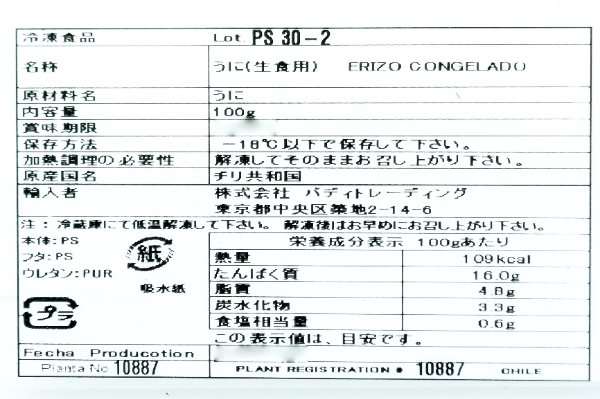 冷凍食品 Lot. PS 30-2
名称 うに(生食用) ERIZO CONGELADO
原材料名 うに
内容量 100g
賞味期限
保存方法 -18℃以下で保存して下さい。
加熱調理の必要性 解凍してそのままお召し上がり下さい。
原産国名 チリ共和国
輸入者 株式会社 パディトレーディング
東京都中央区築地2-14-6
注: 冷蔵庫にて低温解凍して下さい。 解凍後はお早めにお召し上がり下さい。
本体:PS
フタ:PS
ウレタン:PUR
紙
吸水紙
プラ
栄養成分表示 100gあたり
熱量 109kcal
たんぱく質 16.0g
脂質 4.8g
炭水化物 3.3g
食塩相当量 0.6g
この表示値は、目安です。
Fecha Producotion
Planta No 10887 PLANT REGISTRATION # 10887 CHILE